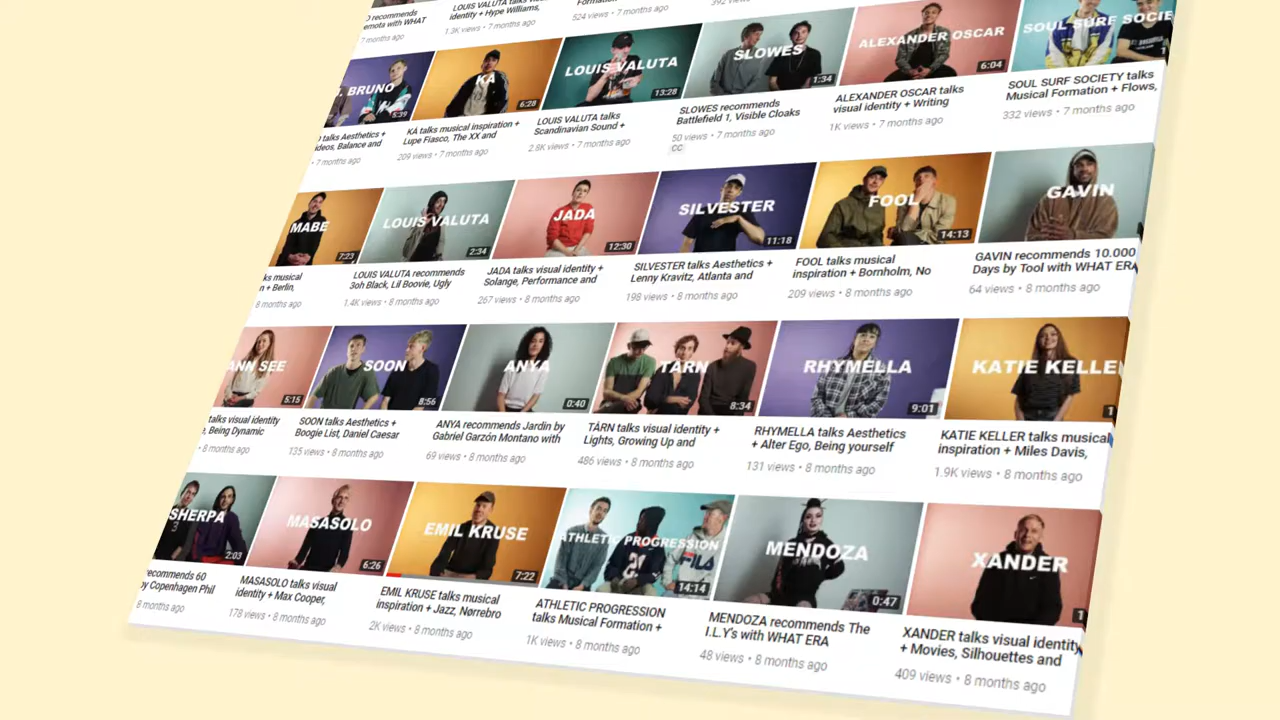 recommends
with WHAT
7 months ago
LOUIS VALUTA talks visual
identity + Hype Williams,
1.3K views • 7 months ago
524 views • 7 months ago
392 views
BRUNO
5:39
talks Aesthetics +
Balance and
7 months ago
KÅ
6:28
KÅ talks musical inspiration +
Lupe Fiasco, The XX and
209 views • 7 months ago
LOUIS VALUTA
13:28
LOUIS VALUTA talks
Scandinavian Sound +
2.8K views • 7 months ago
SLOWES
1:34
SLOWES recommends
Battlefield 1, Visible Cloaks
50 views • 7 months ago
CC
ALEXANDER OSCAR
6:04
ALEXANDER OSCAR talks
visual identity + Writing
1K views • 7 months ago
SOUL SURF SOCIE
SOUL SURF SOCIETY talks
Musical Formation + Flows,
332 views • 7 months ago
MABE
7:23
ks musical
n + Berlin,
8 months ago
LOUIS VALUTA
2:34
LOUIS VALUTA recommends
3oh Black, Lil Boovie, Ugly
1.4K views • 8 months ago
JADA
12:30
JADA talks visual identity +
Solange, Performance and
267 views • 8 months ago
SILVESTER
11:18
SILVESTER talks Aesthetics +
Lenny Kravitz, Atlanta and
198 views • 8 months ago
FOOL
14:13
FOOL talks musical
inspiration + Bornholm, No
209 views • 8 months ago
GAVIN
GAVIN recommends 10.000
Days by Tool with WHAT ERA
64 views • 8 months ago
ANN SEE
5:15
talks visual identity
, Being Dynamic
• 8 months ago
SOON
8:56
SOON talks Aesthetics +
Boogie List, Daniel Caesar
135 views • 8 months ago
ANYA
0:40
ANYA recommends Jardín by
Gabriel Garzón Montano with
69 views • 8 months ago
TÁRN
8:34
TÁRN talks visual identity +
Lights, Growing Up and
486 views • 8 months ago
RHYMELLA
9:01
RHYMELLA talks Aesthetics
+ Alter Ego, Being yourself
131 views • 8 months ago
KATIE KELLE
KATIE KELLER talks musical
inspiration + Miles Davis,
1.9K views • 8 months ago
SHERPA
2:03
ecommends 60
by Copenhagen Phil
8 months ago
MASASOLO
6:26
MASASOLO talks visual
identity + Max Cooper,
178 views • 8 months ago
EMIL KRUSE
7:22
EMIL KRUSE talks musical
inspiration + Jazz, Nørrebro
2K views • 8 months ago
ATHLETIC PROGRESSION
FILA
14:14
ATHLETIC PROGRESSION
talks Musical Formation +
1K views • 8 months ago
MENDOZA
0:47
MENDOZA recommends The
I.L.Y's with WHAT ERA
48 views • 8 months ago
XANDER
XANDER talks visual identity
+ Movies, Silhouettes and
409 views • 8 months ago